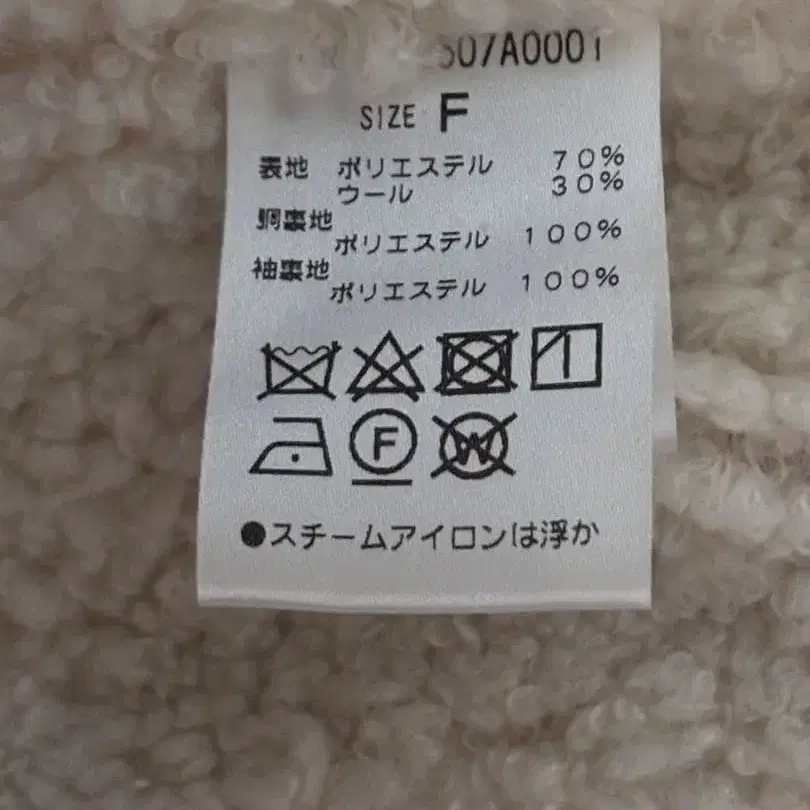 507A0001
SIZE F
表地 ポリエステル 70%
ウール 30%
胴裏地
ポリエステル 100%
袖裏地
ポリエステル 100%
F W
●スチームアイロンは浮か